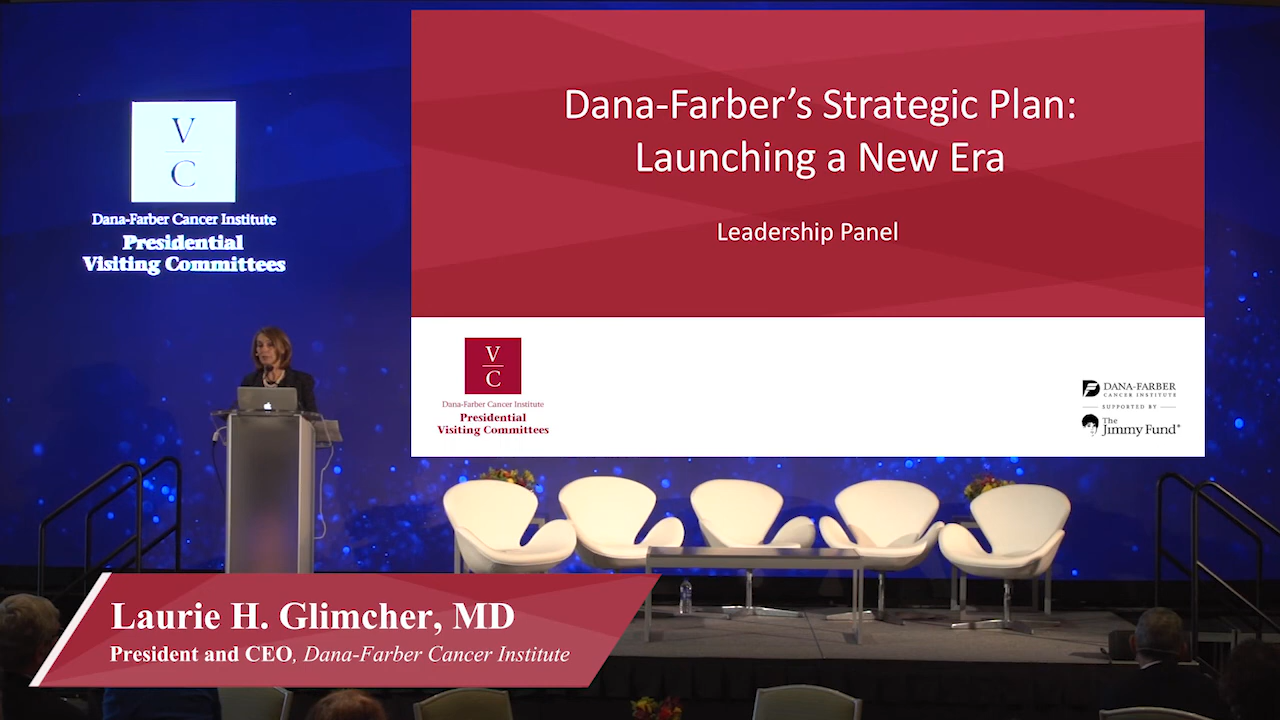 V
C
Dana-Farber Cancer Institute
Presidential
Visiting Committees
Dana-Farber's Strategic Plan:
Launching a New Era
Leadership Panel
V
C
Dana-Farber Cancer Institute
Presidential
Visiting Committees
DANA-FARBER
CANCER INSTITUTE
SUPPORTED BY
The
Jimmy Fund®
Laurie H. Glimcher, MD
President and CEO, Dana-Farber Cancer Institute